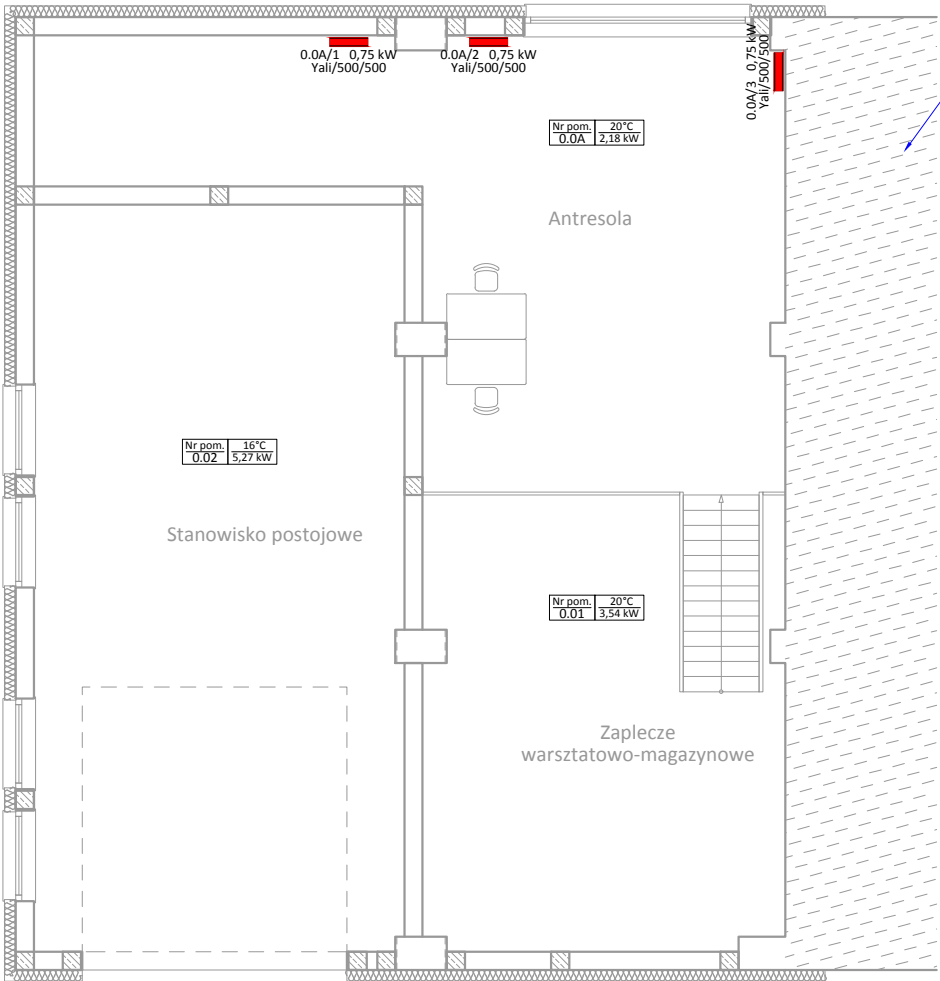 0.0A/1 0,75 kW
Yali/500/500
0.0A/2 0,75 kW
Yali/500/500
0.0A/3 0,75 kW
Yali/500/500
Nr pom. 20°C
0.0A 2,18 kW
Antresola
Nr pom. 16°C
0.02 5,27 kW
Stanowisko postojowe
Nr pom. 20°C
0.01 3,54 kW
Zaplecze
warsztatowo-magazynowe